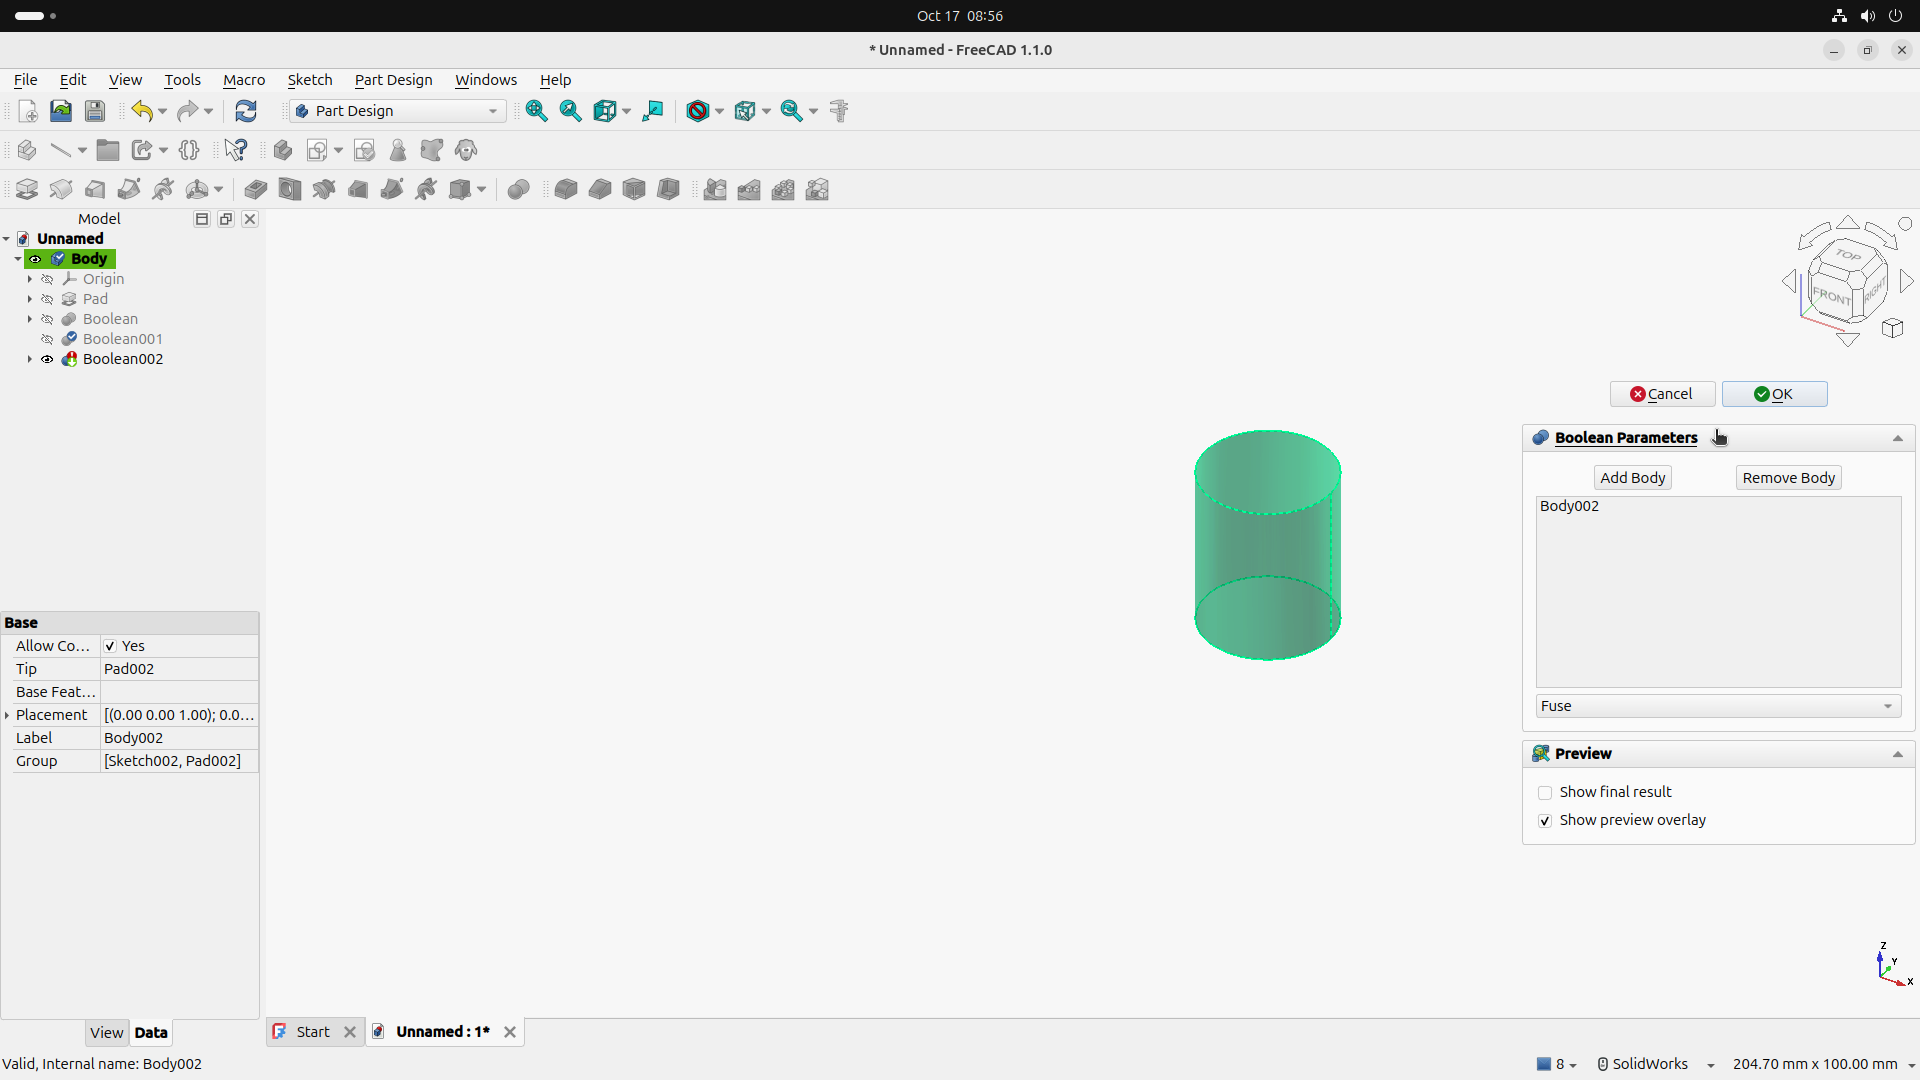 Oct 17 08:56
* Unnamed - FreeCAD 1.1.0
File Edit View Tools Macro Sketch Part Design Windows Help
Part Design
Model
Unnamed
Body
Origin
Pad
Boolean
Boolean001
Boolean002
TOP
FRONT
RIGHT
Cancel OK
Boolean Parameters
Add Body Remove Body
Body002
Fuse
Preview
Show final result
Show preview overlay
Base
Allow Co... Yes
Tip Pad002
Base Feat...
Placement [(0.00 0.00 1.00); 0.0...
Label Body002
Group [Sketch002, Pad002]
Z
Y
X
View Data
Start
Unnamed : 1*
Valid, Internal name: Body002
8 SolidWorks 204.70 mm x 100.00 mm